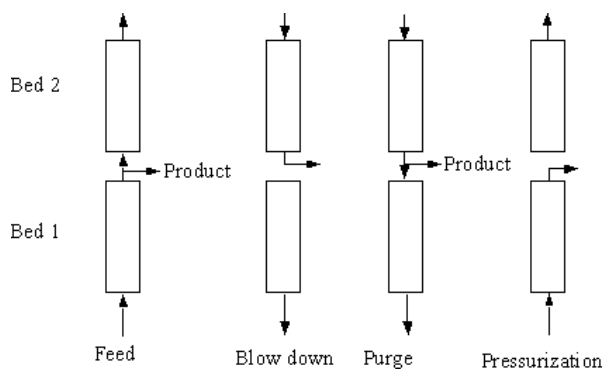 Bed 2
Product
Product
Bed 1
Feed
Blow down
Purge
Pressurization